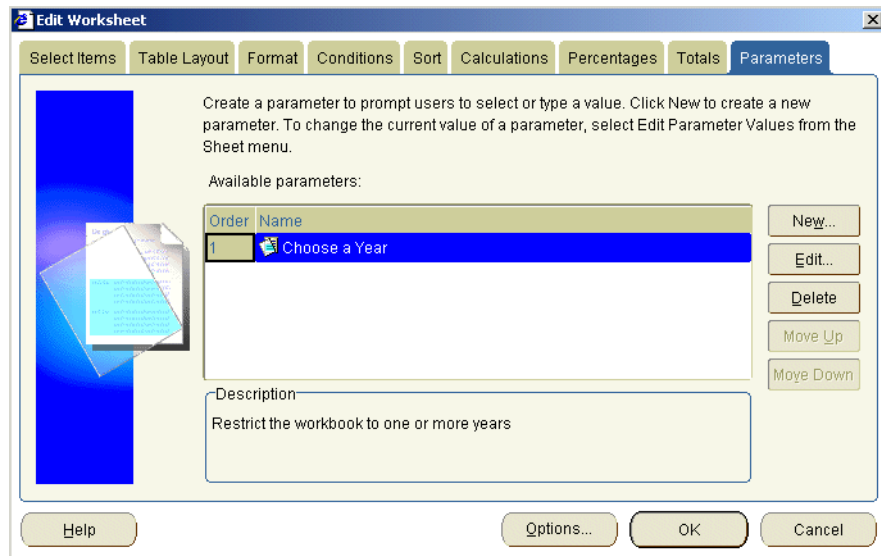 Edit Worksheet
Select Items Table Layout Format Conditions Sort Calculations Percentages Totals Parameters
Create a parameter to prompt users to select or type a value. Click New to create a new
parameter. To change the current value of a parameter, select Edit Parameter Values from the
Sheet menu.
Available parameters:
Order Name
1 Choose a Year
New...
Edit...
Delete
Move Up
Move Down
Description
Restrict the workbook to one or more years
Help Options... OK Cancel